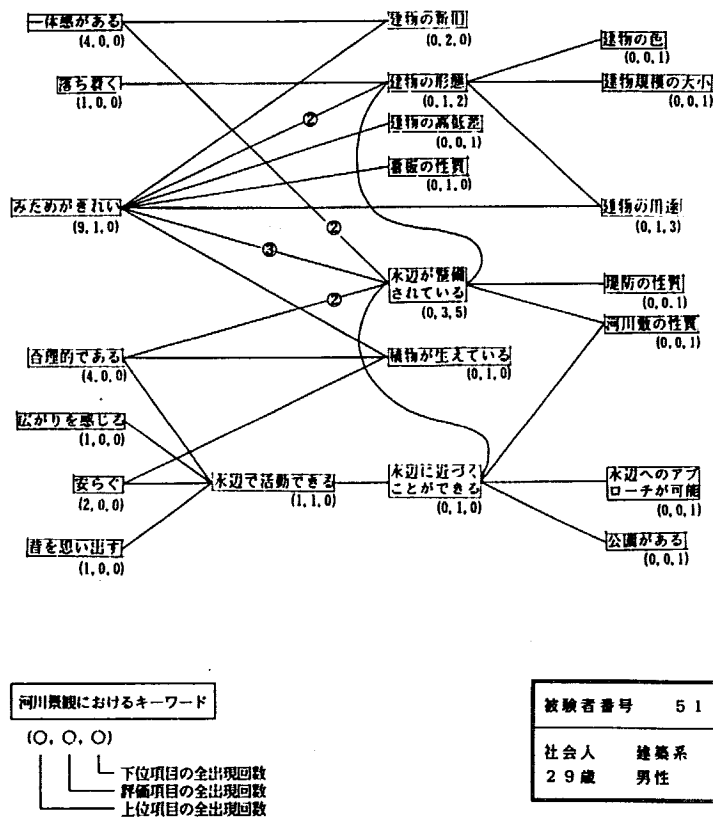 一体感がある
(4,0,0)
建物の新旧
(0,2,0)
建物の色
(0,0,1)
落ち着く
(1,0,0)
建物の形態
(0,1,2)
建物規模の大小
(0,0,1)
②
建物の高低差
(0,0,1)
看板の性質
(0,1,0)
みためがきれい
(9,1,0)
建物の用途
(0,1,3)
②
③
水辺が整備
されている
(0,3,5)
堤防の性質
(0,0,1)
②
河川敷の性質
(0,0,1)
合理的である
(4,0,0)
植物が生えている
(0,1,0)
広がりを感じる
(1,0,0)
安らぐ
(2,0,0)
水辺で活動できる
(1,1,0)
水辺に近づく
ことができる
(0,1,0)
水辺へのアプ
ローチが可能
(0,0,1)
昔を思い出す
(1,0,0)
公園がある
(0,0,1)
河川景観におけるキーワード
(○,○,○)
下位項目の全出現回数
評価項目の全出現回数
上位項目の全出現回数
被験者番号 51
社会人 建築系
29歳 男性